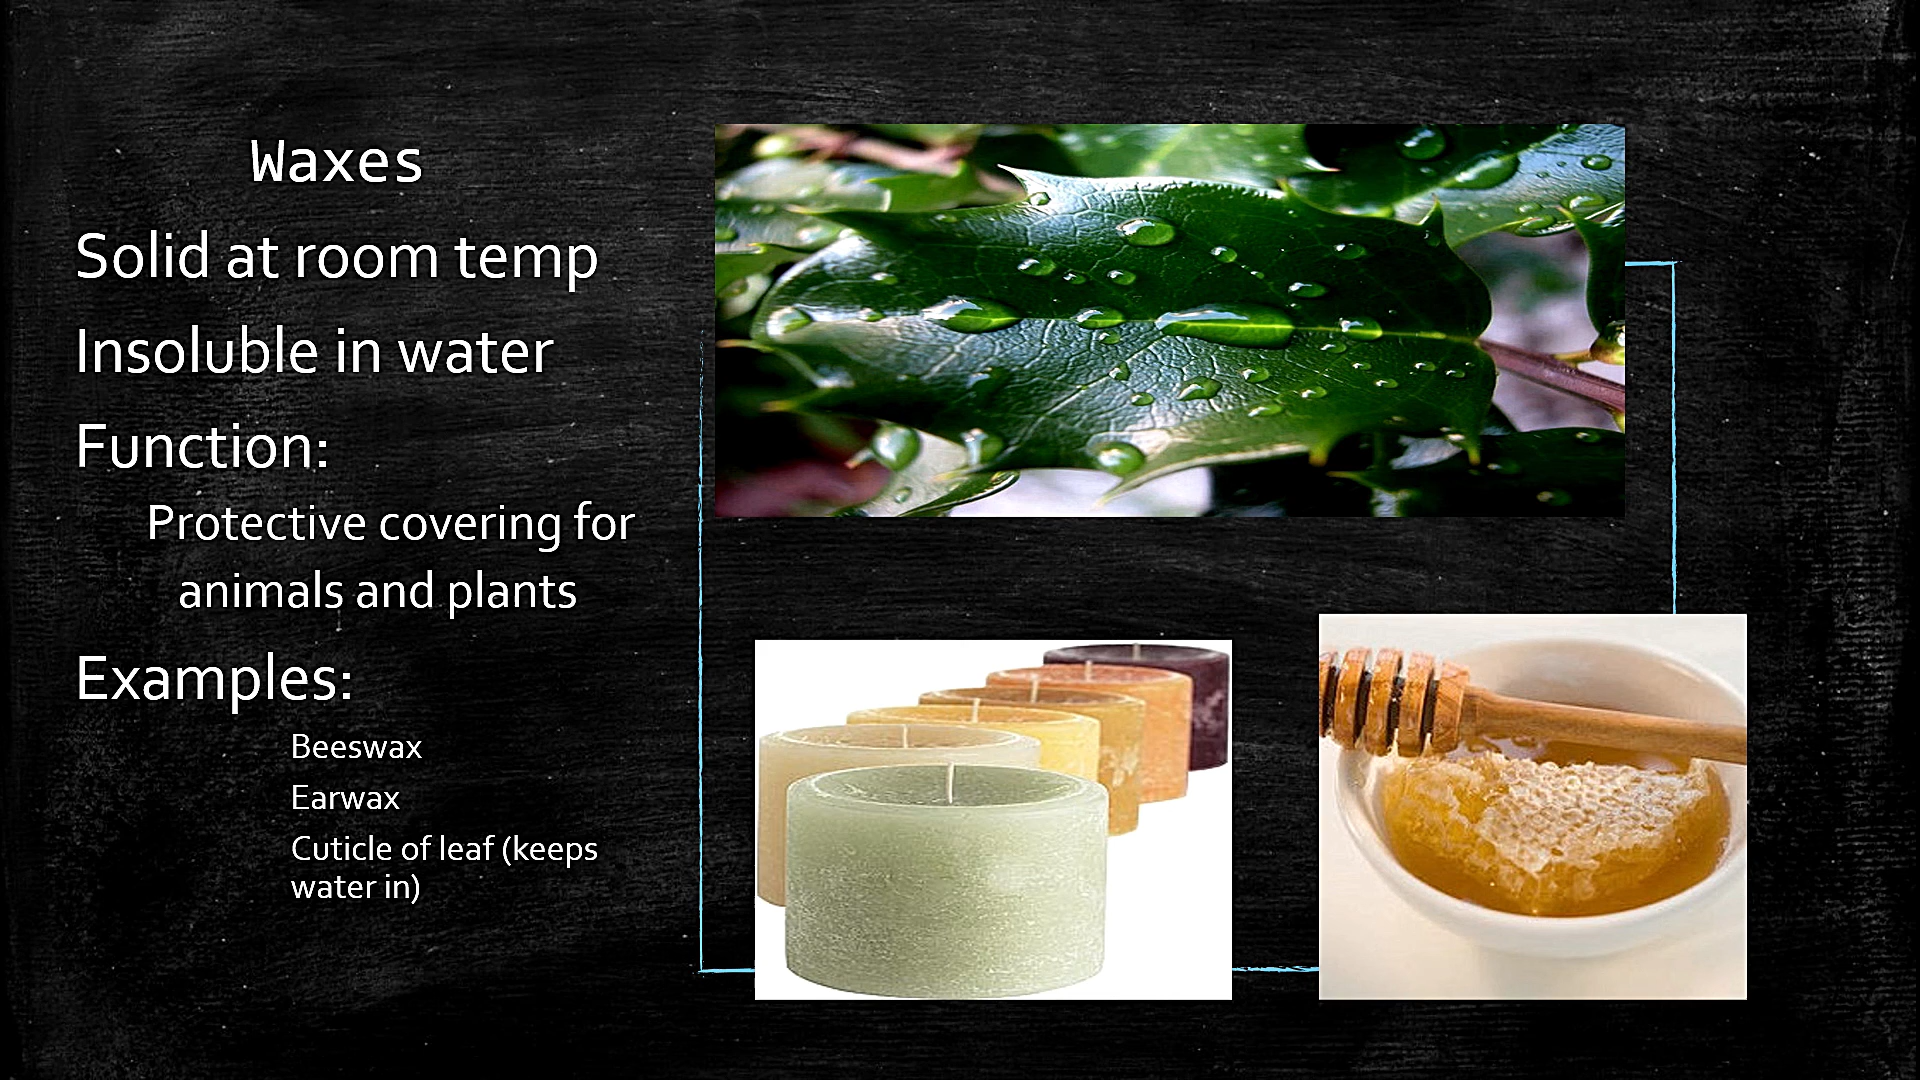 Waxes
Solid at room temp
Insoluble in water
Function:
Protective covering for
animals and plants
Examples:
Beeswax
Earwax
Cuticle of leaf (keeps
water in)